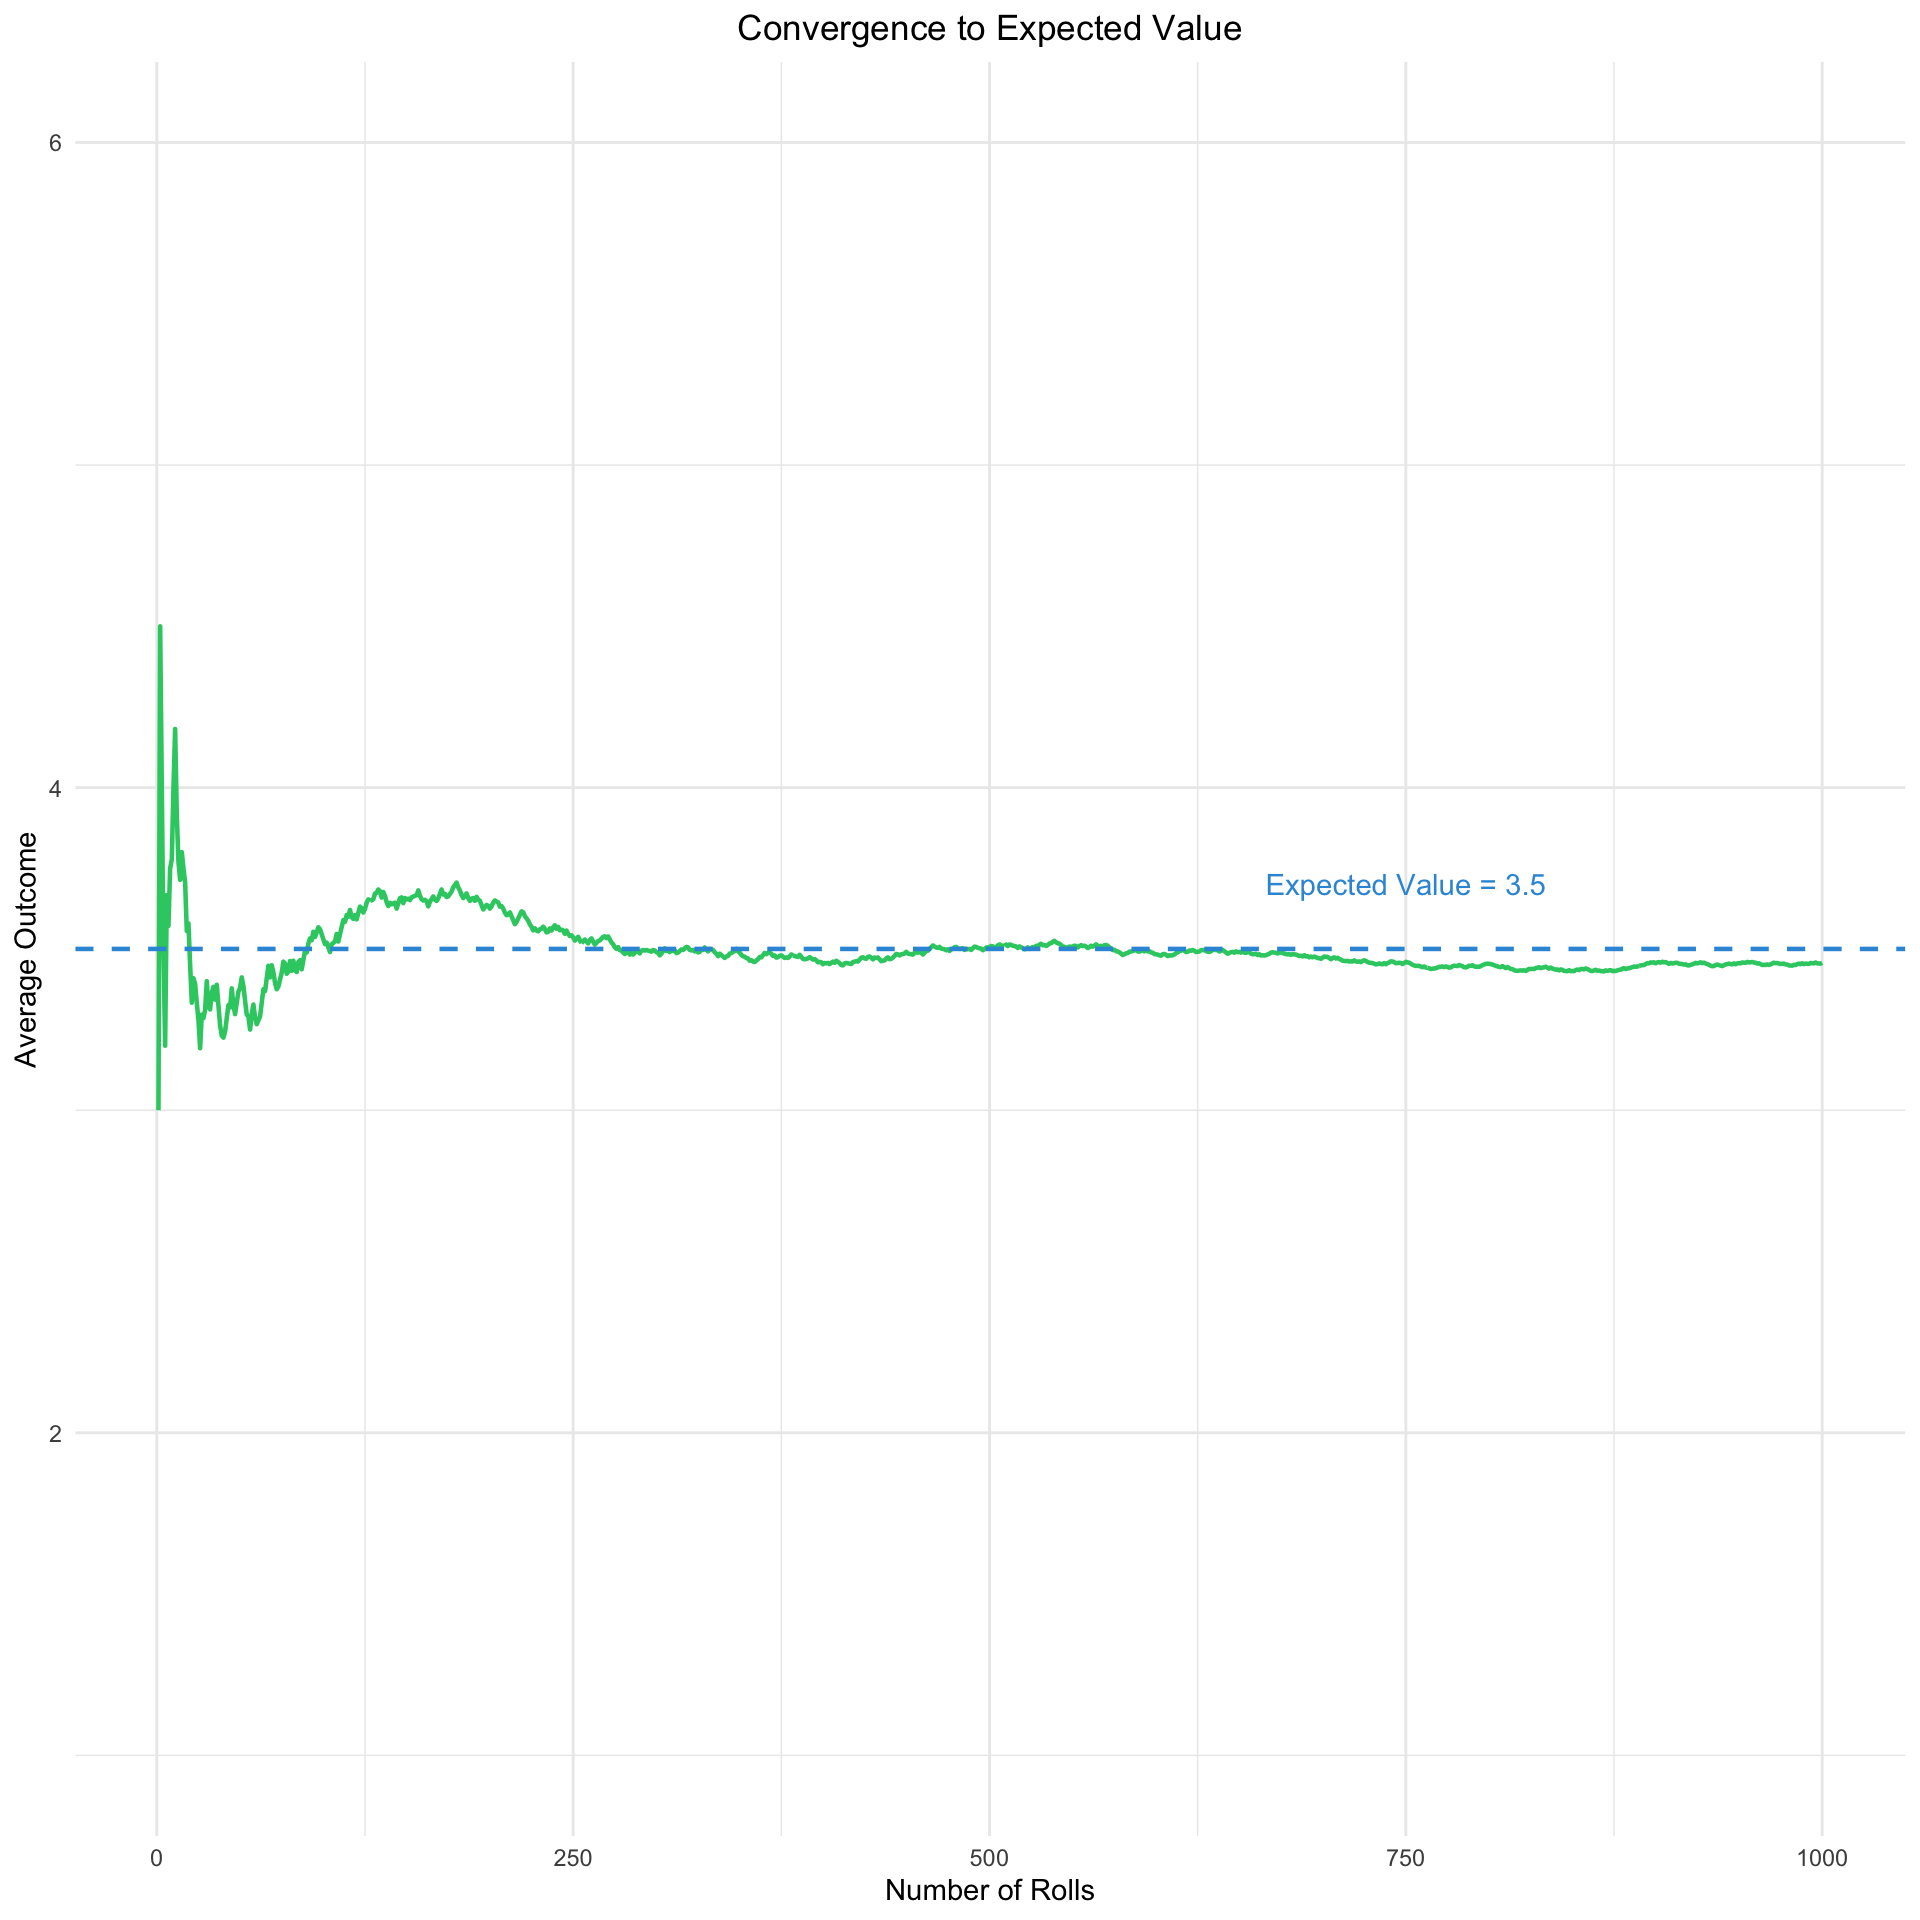 Convergence to Expected Value
Average Outcome
6
4
2
Expected Value = 3.5
0 250 500 750 1000
Number of Rolls